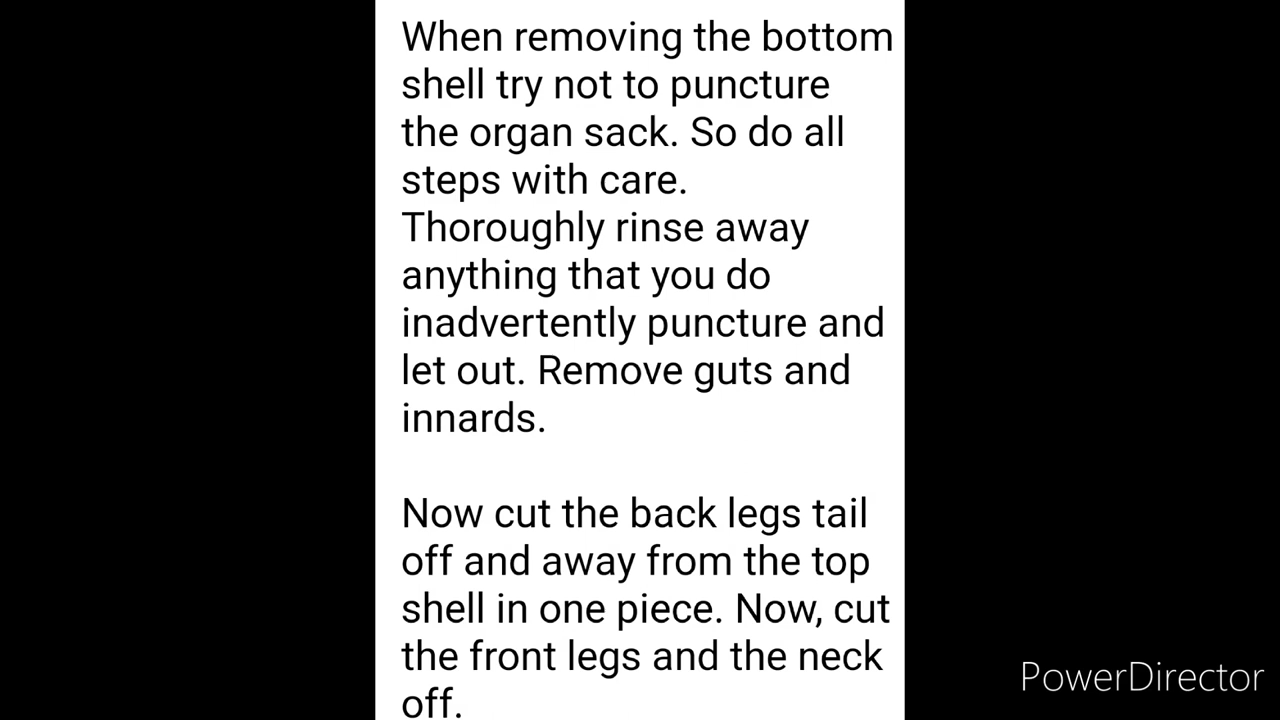 When removing the bottom
shell try not to puncture
the organ sack. So do all
steps with care.
Thoroughly rinse away
anything that you do
inadvertently puncture and
let out. Remove guts and
innards.
Now cut the back legs tail
off and away from the top
shell in one piece. Now, cut
the front legs and the neck
off.
PowerDirector